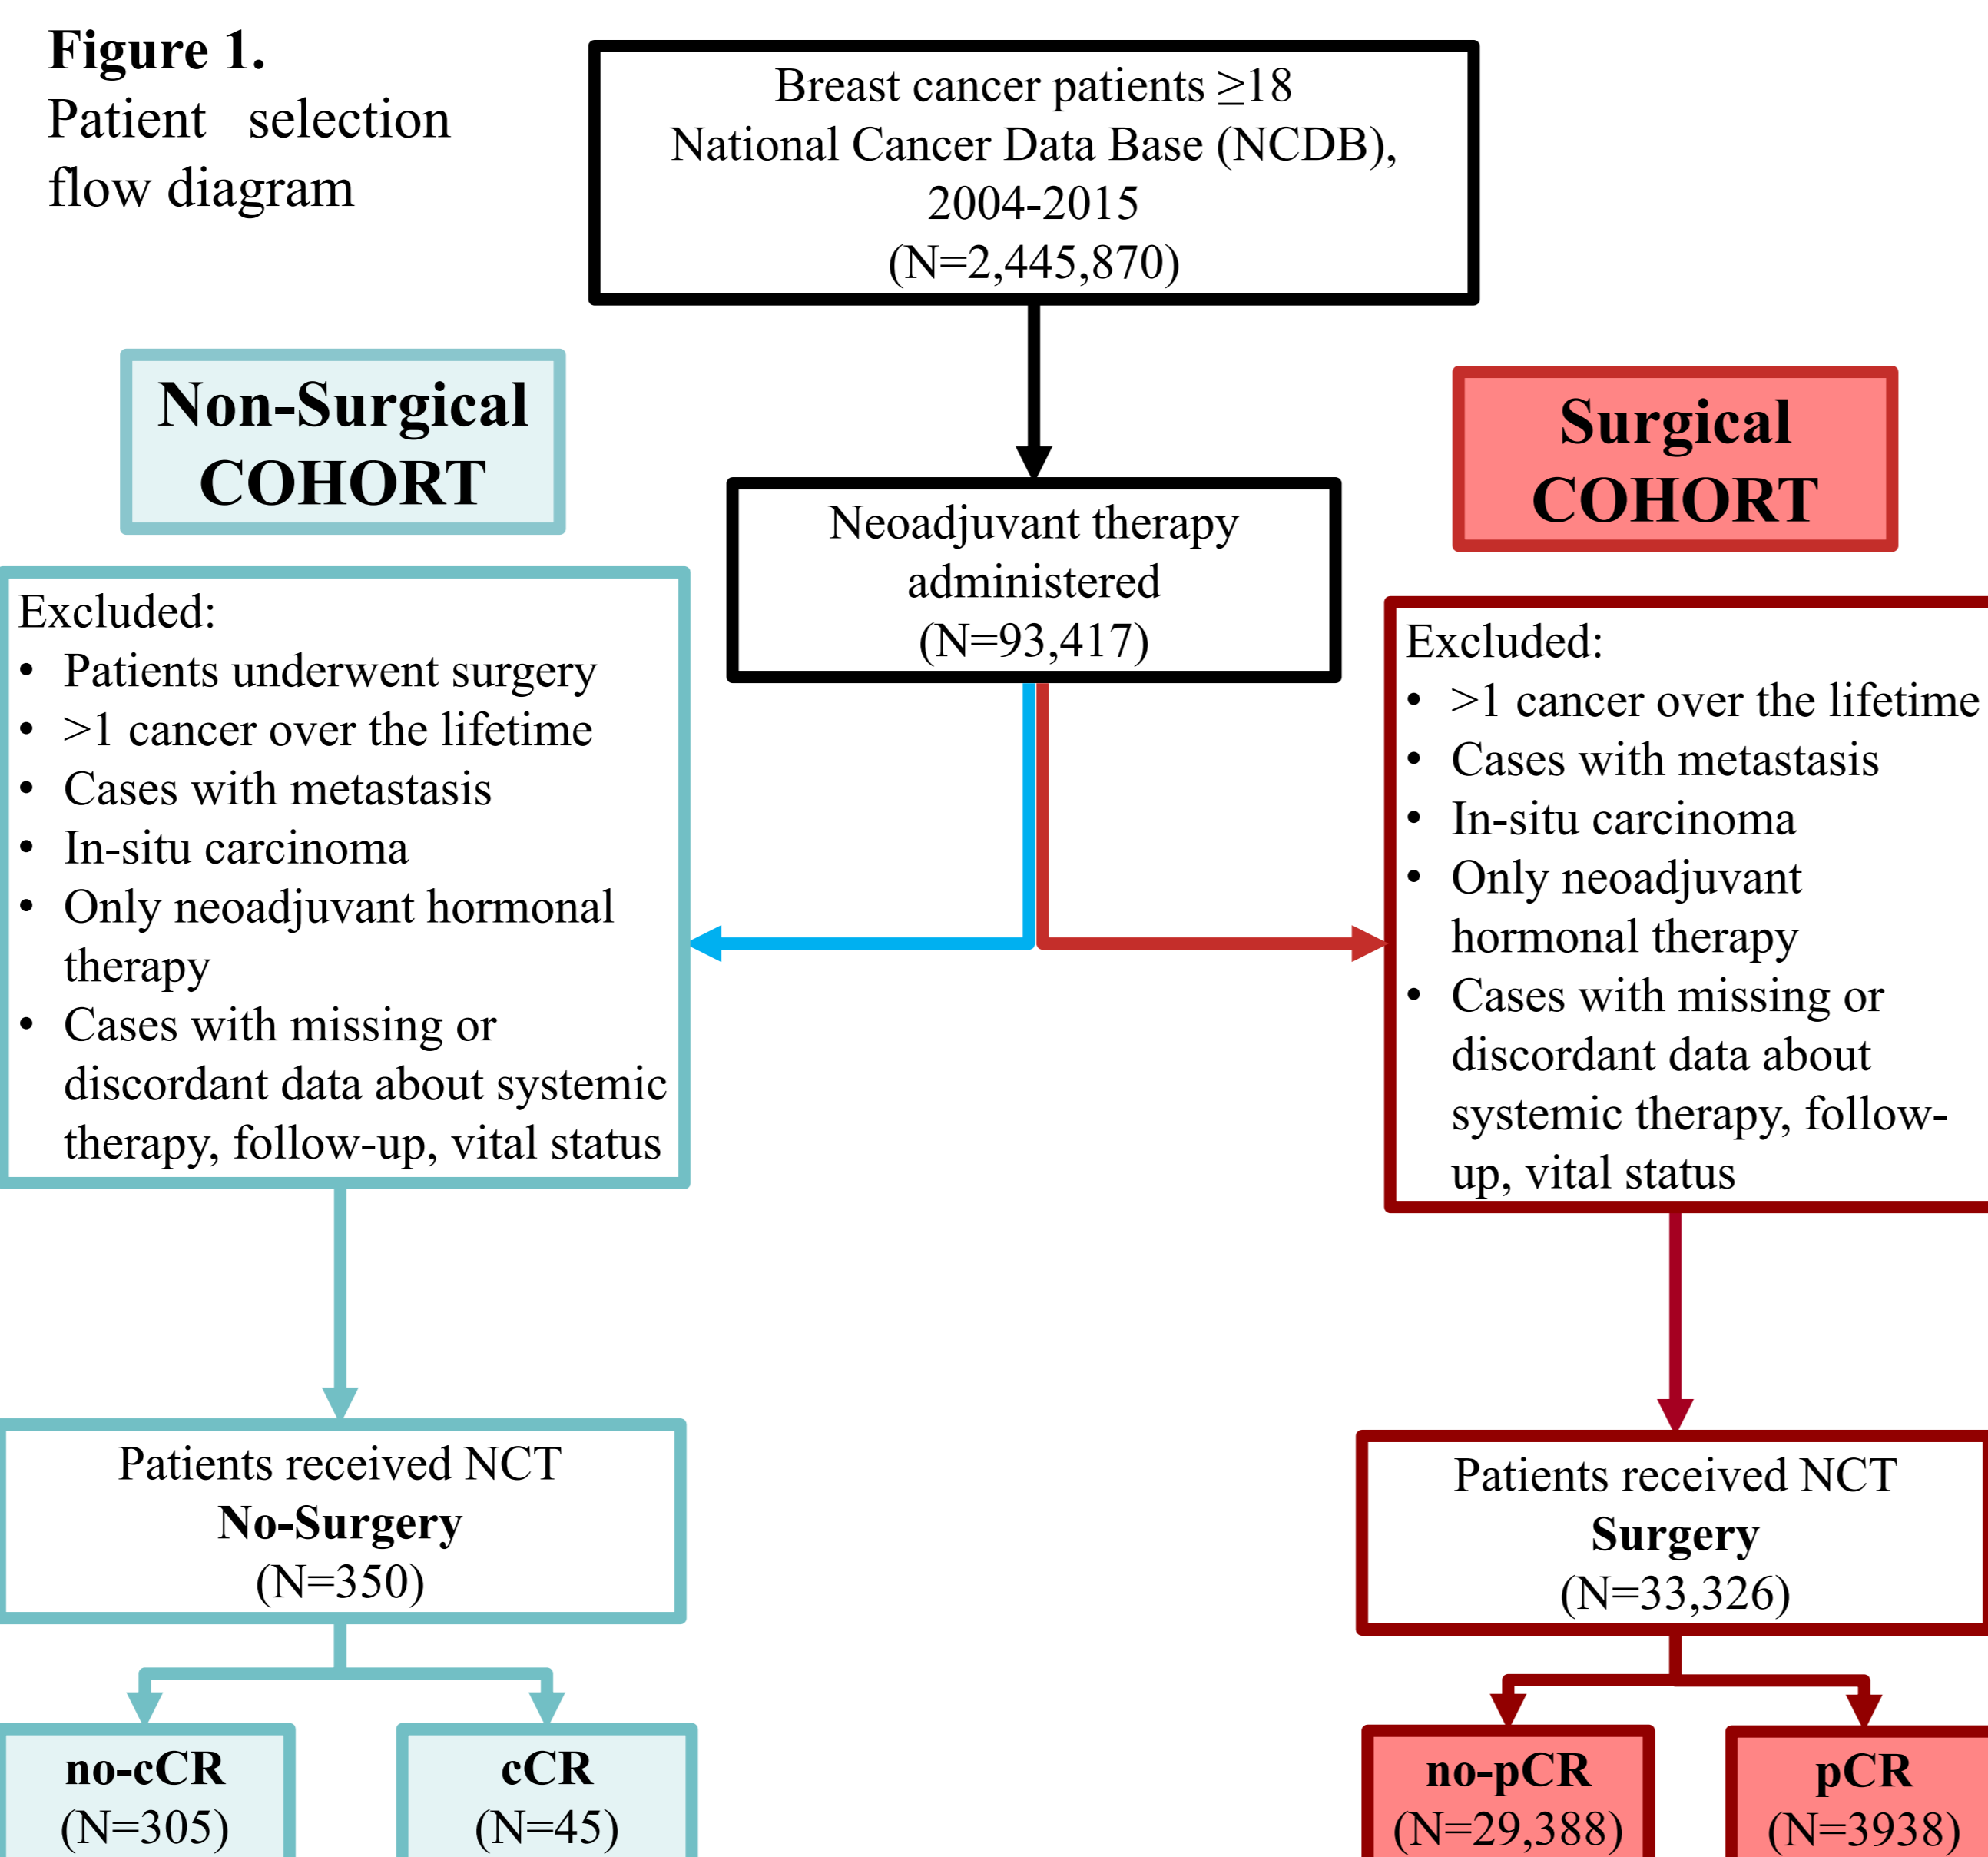 Figure 1.
Patient selection
flow diagram
Breast cancer patients ≥18
National Cancer Data Base (NCDB),
2004-2015
(N=2,445,870)
Non-Surgical
COHORT
Surgical
COHORT
Neoadjuvant therapy
administered
(N=93,417)
Excluded:
• Patients underwent surgery
• >1 cancer over the lifetime
• Cases with metastasis
• In-situ carcinoma
• Only neoadjuvant hormonal
therapy
• Cases with missing or
discordant data about systemic
therapy, follow-up, vital status
Excluded:
• >1 cancer over the lifetime
• Cases with metastasis
• In-situ carcinoma
• Only neoadjuvant
hormonal therapy
• Cases with missing or
discordant data about
systemic therapy, follow-
up, vital status
Patients received NCT
No-Surgery
(N=350)
Patients received NCT
Surgery
(N=33,326)
no-cCR
(N=305)
cCR
(N=45)
no-pCR
(N=29,388)
pCR
(N=3938)